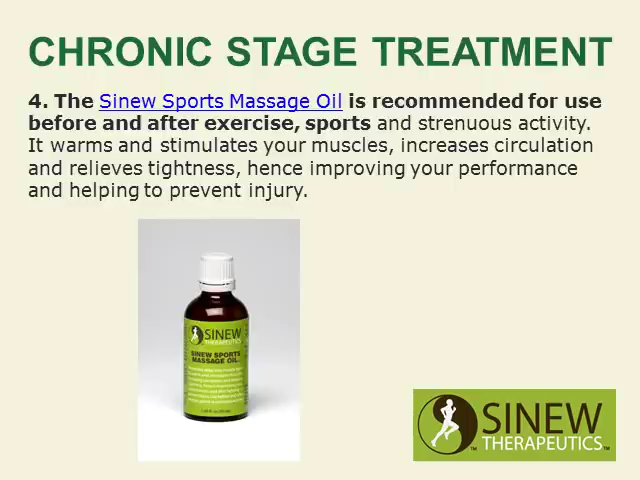 CHRONIC STAGE TREATMENT
4. The Sinew Sports Massage Oil is recommended for use
before and after exercise, sports and strenuous activity.
It warms and stimulates your muscles, increases circulation
and relieves tightness, hence improving your performance
and helping to prevent injury.
SINEW
THERAPEUTICS
SINEW SPORTS
MASSAGE OIL
SINEW
THERAPEUTICS™